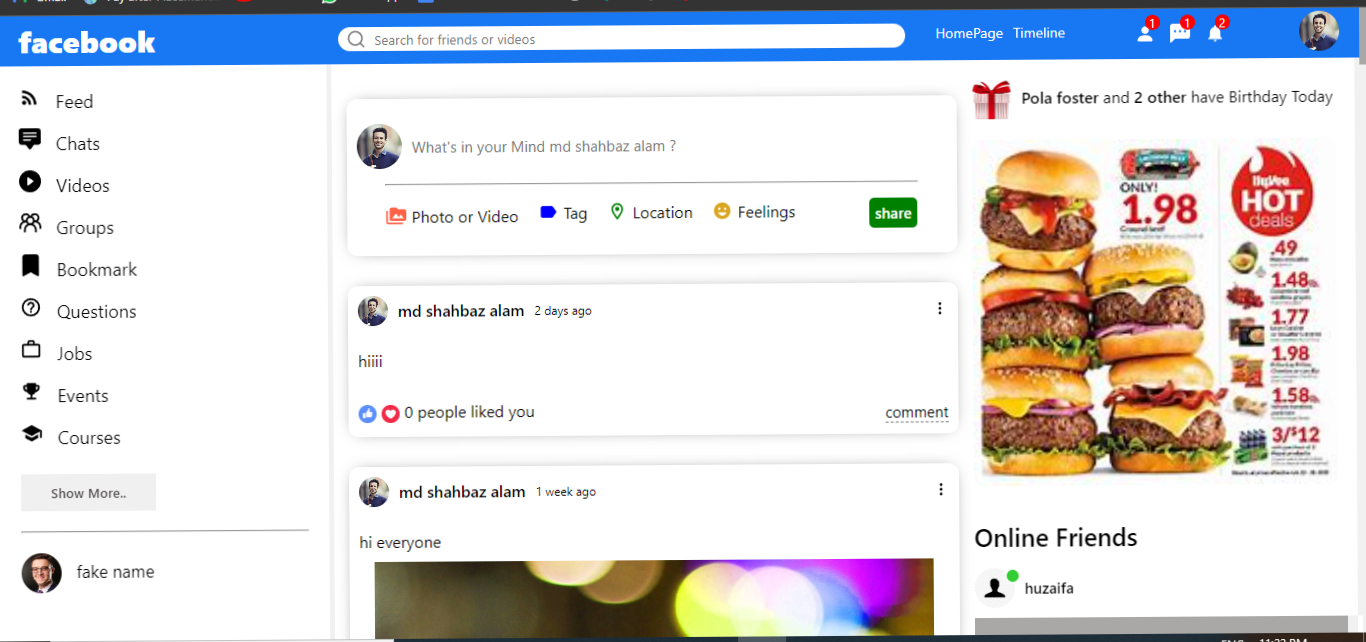 facebook
Search for friends or videos
HomePage Timeline
1
1
2
Feed
Chats
Videos
Groups
Bookmark
Questions
Jobs
Events
Courses
Show More..
fake name
What's in your Mind md shahbaz alam ?
Photo or Video
Tag
Location
Feelings
share
md shahbaz alam 2 days ago
hiiii
0 people liked you
comment
md shahbaz alam 1 week ago
hi everyone
Pola foster and 2 other have Birthday Today
ONLY!
1.98
Ground beef
HyVee
HOT
deals
.49
1.48
1.77
1.98
1.58
3/$12
Online Friends
huzaifa